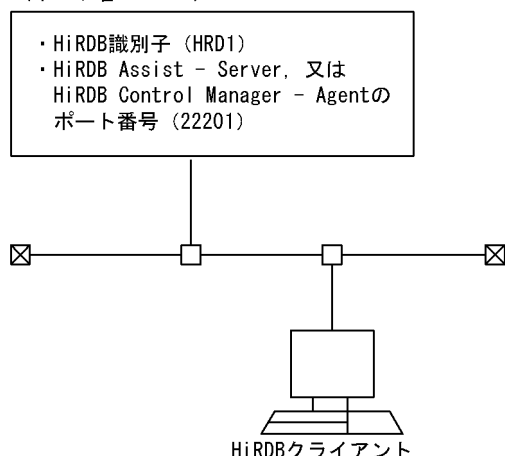 ・HiRDB識別子（HRD1）
・HiRDB Assist － Server，又は
HiRDB Control Manager － Agentの
ポート番号（22201）
HiRDBクライアント